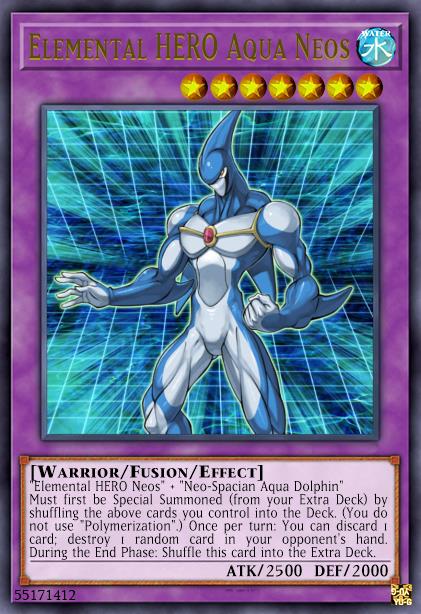 Elemental HERO Aqua Neos
WATER
水
[Warrior/Fusion/Effect]
"Elemental HERO Neos" + "Neo-Spacian Aqua Dolphin"
Must first be Special Summoned (from your Extra Deck) by
shuffling the above cards you control into the Deck. (You do
not use "Polymerization".) Once per turn: You can discard 1
card; destroy 1 random card in your opponent's hand.
During the End Phase: Shuffle this card into the Extra Deck.
ATK/2500 DEF/2000
55171412